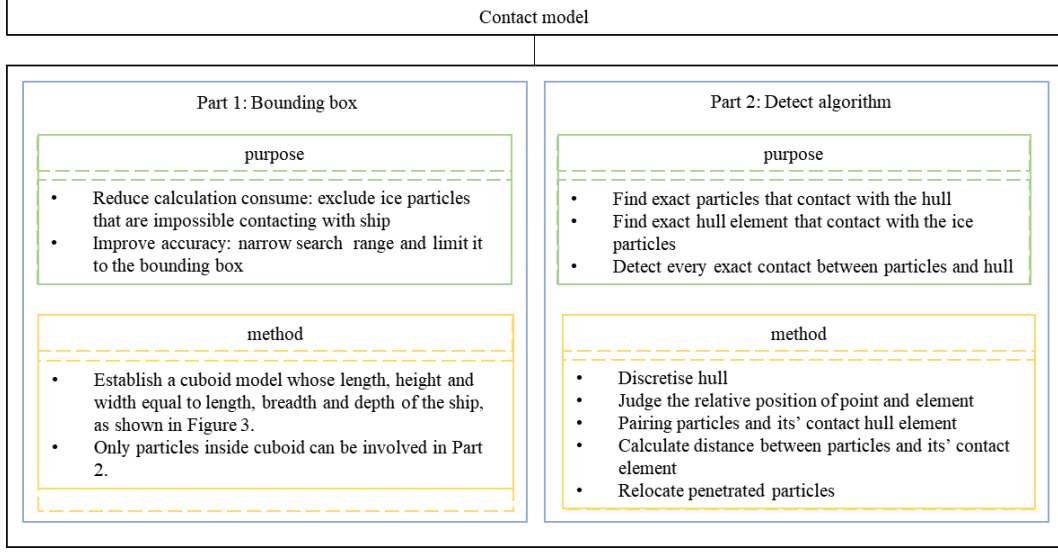 Contact model
Part 1: Bounding box
purpose
• Reduce calculation consume: exclude ice particles
that are impossible contacting with ship
• Improve accuracy: narrow search range and limit it
to the bounding box
method
• Establish a cuboid model whose length, height and
width equal to length, breadth and depth of the ship,
as shown in Figure 3.
• Only particles inside cuboid can be involved in Part
2.
Part 2: Detect algorithm
purpose
• Find exact particles that contact with the hull
• Find exact hull element that contact with the ice
particles
• Detect every exact contact between particles and hull
method
• Discretise hull
• Judge the relative position of point and element
• Pairing particles and its’ contact hull element
• Calculate distance between particles and its’ contact
element
• Relocate penetrated particles